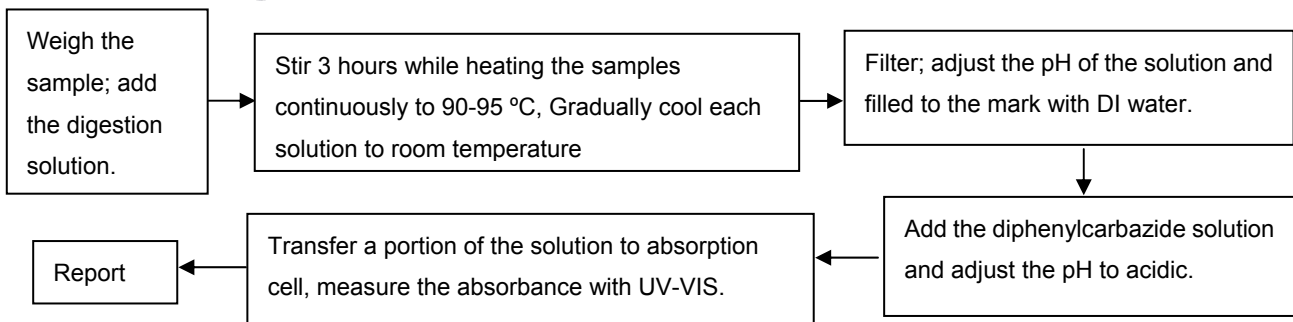 Weigh the
sample; add
the digestion
solution.
Stir 3 hours while heating the samples
continuously to 90-95 ºC, Gradually cool each
solution to room temperature
Filter; adjust the pH of the solution and
filled to the mark with DI water.
Add the diphenylcarbazide solution
and adjust the pH to acidic.
Transfer a portion of the solution to absorption
cell, measure the absorbance with UV-VIS.
Report